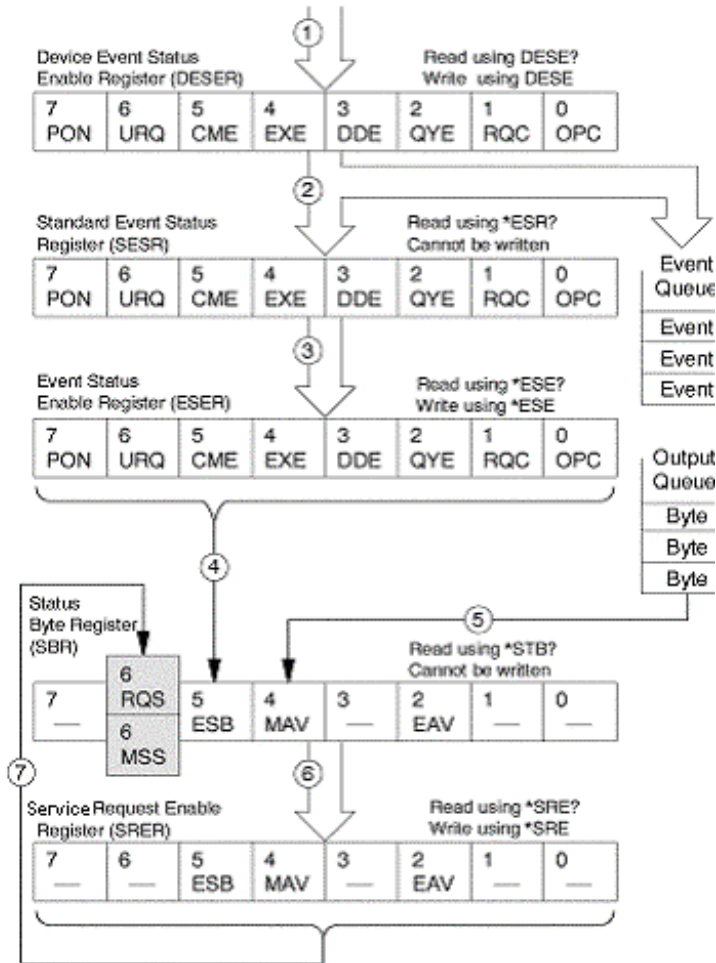 1
Device Event Status
Enable Register (DESER)
Read using DESE?
Write using DESE
7 6 5 4 3 2 1 0
PON URQ CME EXE DDE QYE RQC OPC
2
Standard Event Status
Register (SESR)
Read using *ESR?
Cannot be written
7 6 5 4 3 2 1 0
PON URQ CME EXE DDE QYE RQC OPC
Event
Queue
Event
Event
Event
3
Event Status
Enable Register (ESER)
Read using *ESE?
Write using *ESE
7 6 5 4 3 2 1 0
PON URQ CME EXE DDE QYE RQC OPC
Output
Queue
Byte
Byte
Byte
4
5
Status
Byte Register
(SBR)
Read using *STB?
Cannot be written
6
RQS
7 5 4 3 2 1 0
— ESB MAV — EAV — —
6
MSS
7
6
Service Request Enable
Register (SRER)
Read using *SRE?
Write using *SRE
7 6 5 4 3 2 1 0
— — ESB MAV — EAV — —